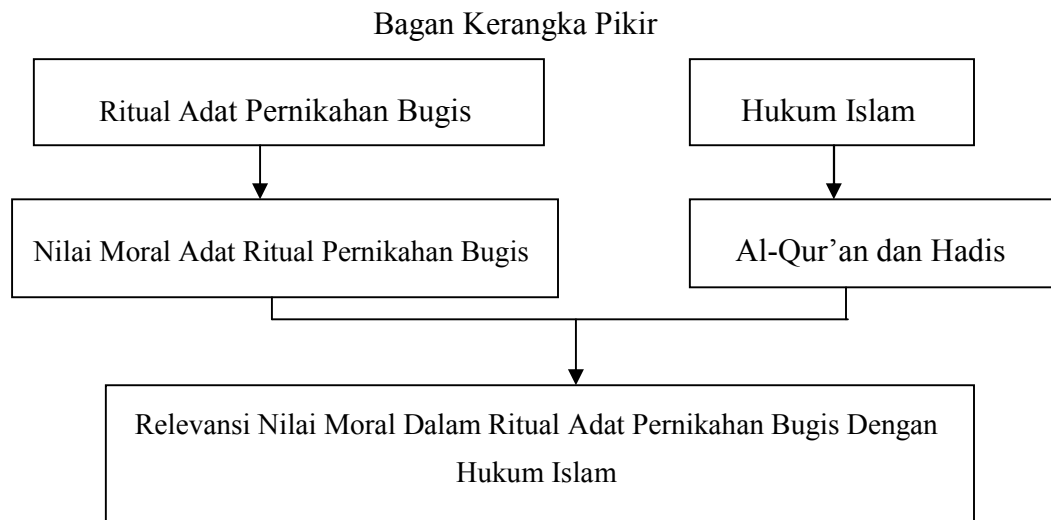 Bagan Kerangka Pikir
Ritual Adat Pernikahan Bugis
Hukum Islam
Nilai Moral Adat Ritual Pernikahan Bugis
Al-Qur’an dan Hadis
Relevansi Nilai Moral Dalam Ritual Adat Pernikahan Bugis Dengan
Hukum Islam